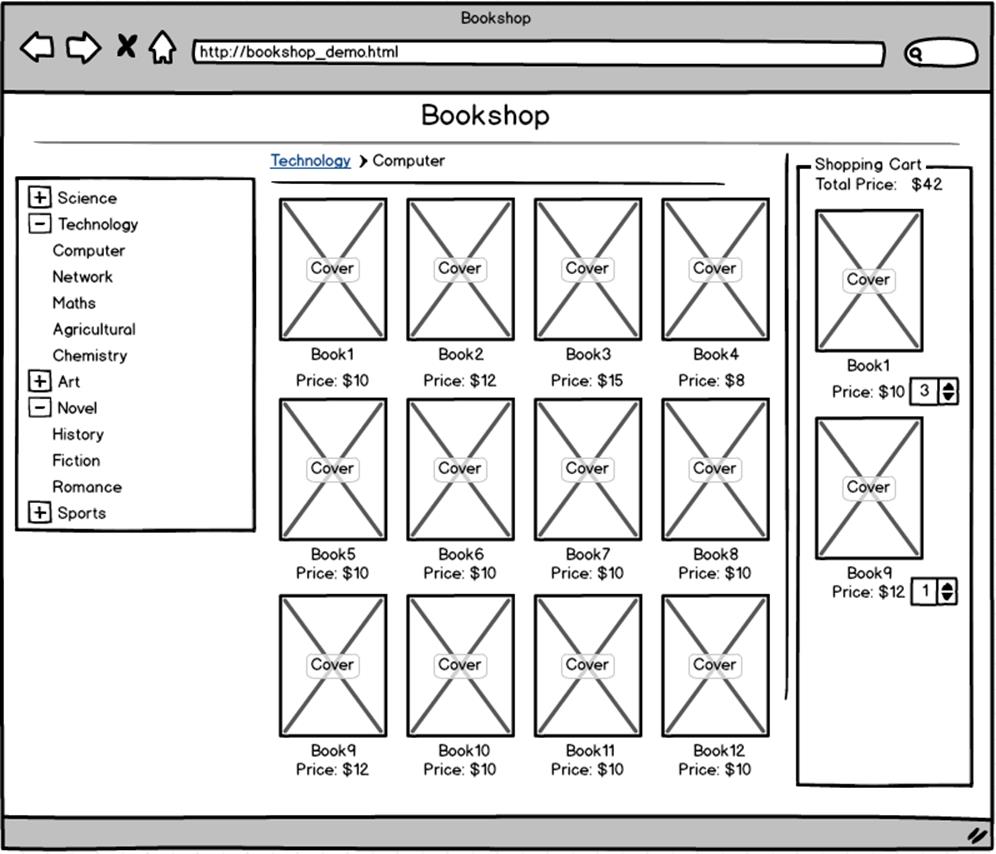 Bookshop
http://bookshop_demo.html
Bookshop
Technology > Computer
+ Science
− Technology
Computer
Network
Maths
Agricultural
Chemistry
+ Art
− Novel
History
Fiction
Romance
+ Sports
Cover Cover Cover Cover
Book1 Book2 Book3 Book4
Price: $10 Price: $12 Price: $15 Price: $8
Cover Cover Cover Cover
Book5 Book6 Book7 Book8
Price: $10 Price: $10 Price: $10 Price: $10
Cover Cover Cover Cover
Book9 Book10 Book11 Book12
Price: $12 Price: $10 Price: $10 Price: $10
Shopping Cart
Total Price: $42
Cover
Book1
Price: $10 3
Cover
Book9
Price: $12 1